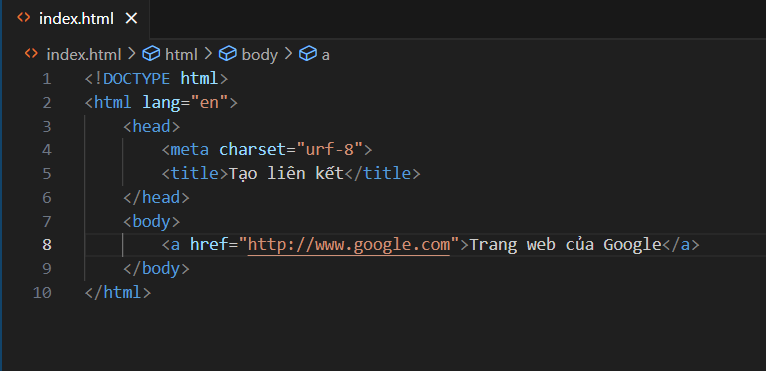 index.html
index.html > html > body > a
1 <!DOCTYPE html>
2 <html lang="en">
3     <head>
4         <meta charset="urf-8">
5         <title>Tạo liên kết</title>
6     </head>
7     <body>
8         <a href="http://www.google.com">Trang web của Google</a>
9     </body>
10 </html>